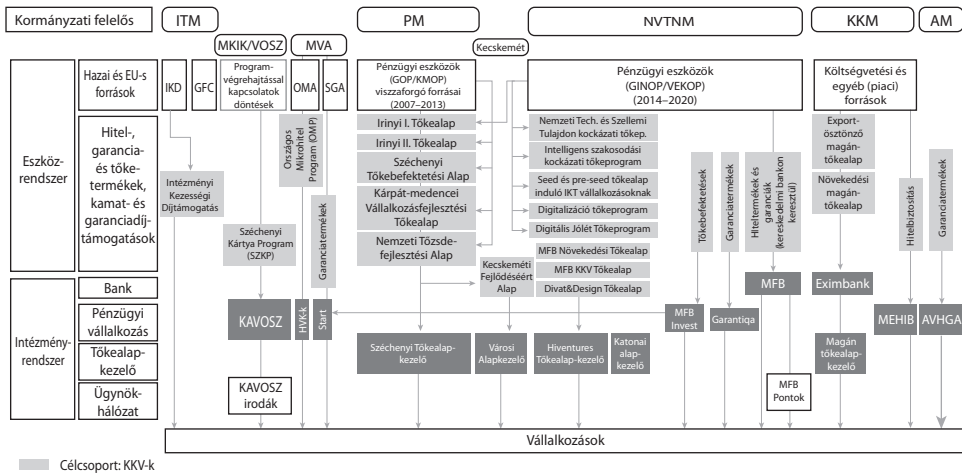 Kormányzati felelős
ITM
PM
NVTNM
KKM
AM
MKIK/VOSZ
MVA
Kecskemét
Eszköz-
rendszer
Hazai és EU-s
források
IKD
GFC
Program-
végrehajtással
kapcsolatos
döntések
OMA
SGA
Pénzügyi eszközök
(GOP/KMOP)
viszaforgó forrásai
(2007–2013)
Pénzügyi eszközök
(GINOP/VEKOP)
(2014–2020)
Költségvetési és
egyéb (piaci)
források
Hitel-,
garancia-
és tőke-
termékek,
kamat-
és garanciadíj-
támogatások
Intézményi
Kezességi
Díjtámogatás
Széchenyi
Kártya Program
(SZKP)
Országos
Mikrohitel
Program (OMP)
Garanciatermékek
Irinyi I. Tőkealap
Irinyi II. Tőkealap
Széchenyi
Tőkebefektetési Alap
Kárpát-medencei
Vállalkozásfejlesztési
Tőkealap
Nemzeti Tőzsde-
fejlesztési Alap
Kecskeméti
Fejlődéséért
Alap
Nemzeti Tech. és Szellemi
Tulajdon kockázati tőkep.
Intelligens szakosodási
kockázati tőkeprogram
Seed és pre-seed tőkealap
induló IKT vállalkozásoknak
Digitalizáció tőkeprogram
Digitális Jólét Tőkeprogram
MFB Növekedési Tőkealap
MFB KKV Tőkealap
Divat&Design Tőkealap
Tőkebefektetések
Garanciatermékek
Hiteltermékek és
garanciák
(kereskedelmi bankon
keresztül)
Export-
ösztönző
magán-
tőkealap
Növekedési
magán-
tőkealap
Hitelbiztosítás
Garanciatermékek
Intézmény-
rendszer
Bank
MFB
Eximbank
Pénzügyi
vállalkozás
KAVOSZ
HVK-k
Start
MFB
Invest
Garantiqa
MEHIB
AVHGA
Tőkealap-
kezelő
Széchenyi Tőkealap-
kezelő
Városi
Alapkezelő
Hiventures
Tőkealap-kezelő
Katonai
alap-
kezelő
Magán
tőkealap-
kezelő
Ügynök-
hálózat
KAVOSZ
irodák
MFB
Pontok
Vállalkozások
Célcsoport: KKV-k